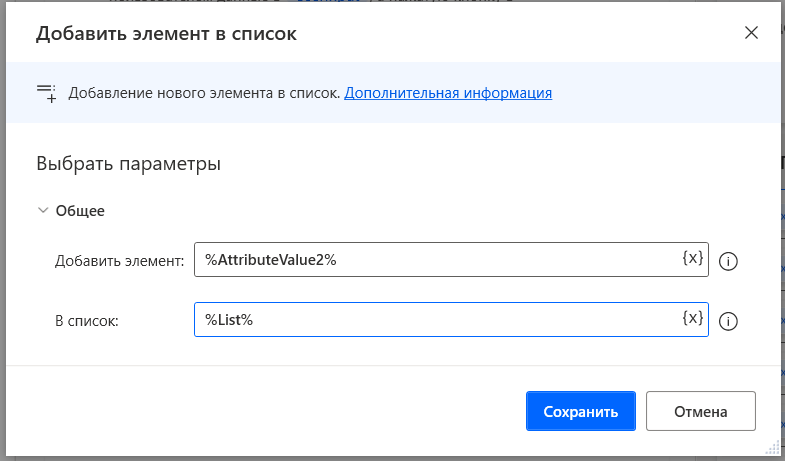 Добавить элемент в список
Добавление нового элемента в список. Дополнительная информация
Выбрать параметры
Общее
Добавить элемент: %AttributeValue2% {x}
В список: %List% {x}
Сохранить Отмена